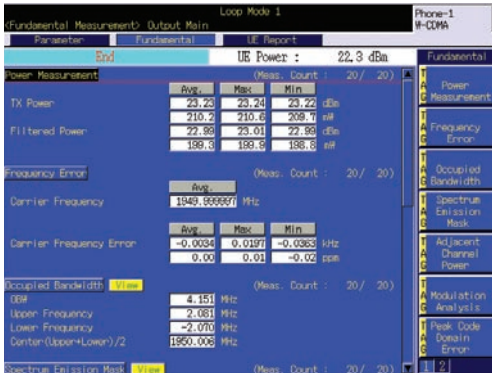 Loop Mode 1
Phone-1
<Fundamental Measurement> Output Main
W-CDMA
Parameter Fundamental UE Report
End UE Power : 22.3 dBm Fundamental
Power Measurement (Meas. Count : 20/ 20)
Avg. Max Min
TX Power 23.23 23.24 23.22 dBm
210.2 210.6 209.7 mW
Filtered Power 22.99 23.01 22.99 dBm
199.3 199.9 198.8 mW
Frequency Error (Meas. Count : 20/ 20)
Avg.
Carrier Frequency 1949.999997 MHz
Avg. Max Min
Carrier Frequency Error -0.0034 0.0197 -0.0363 kHz
0.00 0.01 -0.02 ppm
Occupied Bandwidth View (Meas. Count : 20/ 20)
OBW 4.151 MHz
Upper Frequency 2.081 MHz
Lower Frequency -2.070 MHz
Center(Upper+Lower)/2 1950.006 MHz
Spectrum Emission Mask View (Meas. Count : 20/ 20)
TAG Power Measurement
TAG Frequency Error
TAG Occupied Bandwidth
TAG Spectrum Emission Mask
TAG Adjacent Channel Power
TAG Modulation Analysis
TAG Peak Code Domain Error
1 2